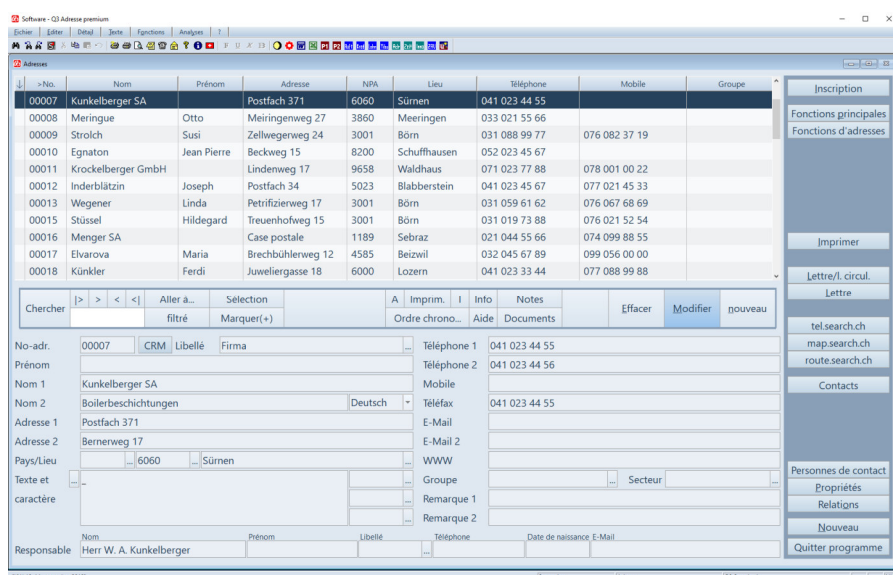 Software - Q3 Adresse premium
Fichier Editer Détail Texte Fonctions Analyses ?
Adresses
>No. Nom Prénom Adresse NPA Lieu Téléphone Mobile Groupe
00007 Kunkelberger SA Postfach 371 6060 Sürnen 041 023 44 55
00008 Meringue Otto Meiringenweg 27 3860 Meeringen 033 021 55 66
00009 Strolch Susi Zellwegerweg 24 3001 Börn 031 088 99 77 076 082 37 19
00010 Egnaton Jean Pierre Beckweg 15 8200 Schuffhausen 052 023 45 67
00011 Krockelberger GmbH Lindenweg 17 9658 Waldhaus 071 023 77 88 078 001 00 22
00012 Inderblätzin Joseph Postfach 34 5023 Blabberstein 041 023 45 67 077 021 45 33
00013 Wegener Linda Petrifizierweg 17 3001 Börn 031 059 61 62 076 067 68 69
00015 Stüssel Hildegard Treuenhofweg 15 3001 Börn 031 019 73 88 076 021 52 54
00016 Menger SA Case postale 1189 Sebraz 021 044 55 66 074 099 88 55
00017 Elvarova Maria Brechbühlerweg 12 4585 Beizwil 032 045 67 89 099 056 00 00
00018 Künkler Ferdi Juweliergasse 18 6000 Lozern 041 023 33 44 077 088 99 88
Inscription
Fonctions principales
Fonctions d'adresses
Imprimer
Lettre/l. circul.
Lettre
tel.search.ch
map.search.ch
route.search.ch
Contacts
Personnes de contact
Propriétés
Relations
Nouveau
Quitter programme
Chercher |> > < <| Aller à... Sélection A Imprim. I Info Notes Effacer Modifier nouveau
filtré Marquer(+) Ordre chrono... Aide Documents
No-adr. 00007 CRM Libellé Firma ... Téléphone 1 041 023 44 55
Prénom Téléphone 2 041 023 44 56
Nom 1 Kunkelberger SA Mobile
Nom 2 Boilerbeschichtungen Deutsch Téléfax 041 023 44 55
Adresse 1 Postfach 371 E-Mail
Adresse 2 Bernerweg 17 E-Mail 2
Pays/Lieu ... 6060 ... Sürnen ... WWW
Texte et ... _ ... Groupe ... Secteur ...
caractère ... Remarque 1
... Remarque 2
Nom Prénom Libellé Téléphone Date de naissance E-Mail
Responsable Herr W. A. Kunkelberger ...